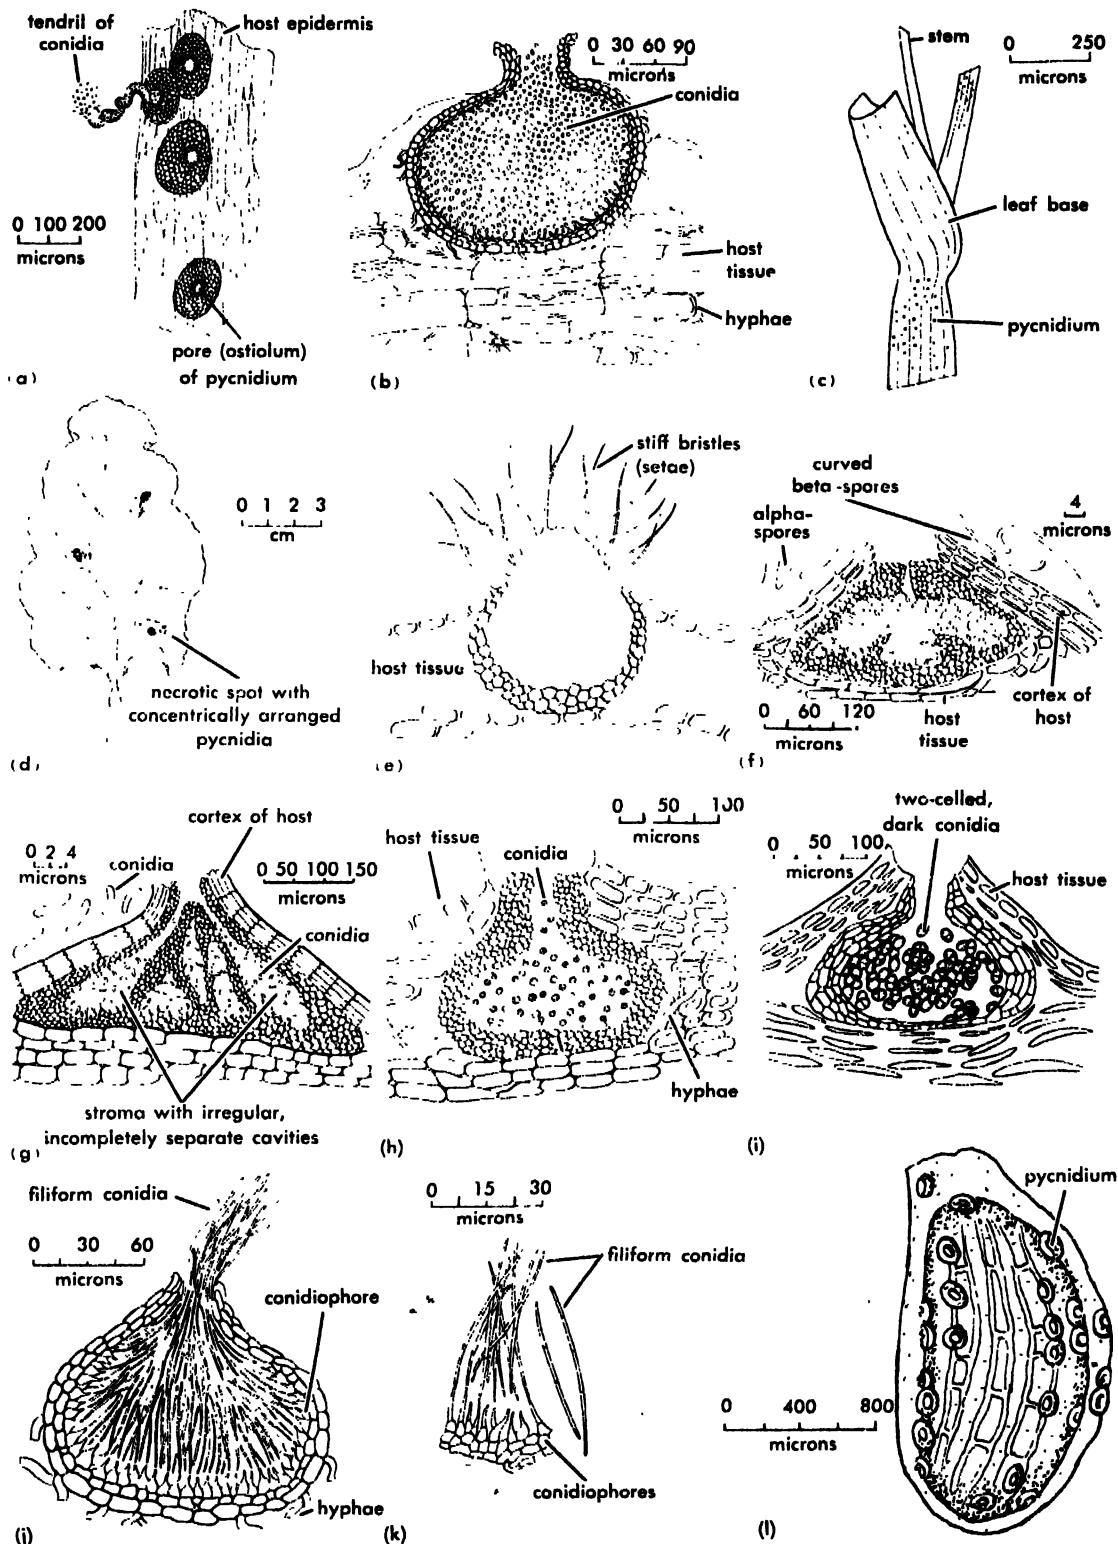 tendril of
conidia
host epidermis
0 100 200
microns
pore (ostiolum)
of pycnidium
(a)
0 30 60 90
microns
conidia
host
tissue
hyphae
(b)
stem
0 250
microns
leaf base
pycnidium
(c)
0 1 2 3
cm
necrotic spot with
concentrically arranged
pycnidia
(d)
stiff bristles
(setae)
host tissue
(e)
curved
beta-spores
alpha-
spores
4
microns
cortex of
host
0 60 120
microns
host
tissue
(f)
cortex of host
0 2 4
microns
conidia
0 50 100 150
microns
conidia
stroma with irregular,
incompletely separate cavities
(g)
0 50 100
microns
host tissue
conidia
hyphae
(h)
two-celled,
dark conidia
0 50 100
microns
host tissue
(i)
filiform conidia
0 30 60
microns
conidiophore
hyphae
(j)
0 15 30
microns
filiform conidia
conidiophores
(k)
pycnidium
0 400 800
microns
(l)